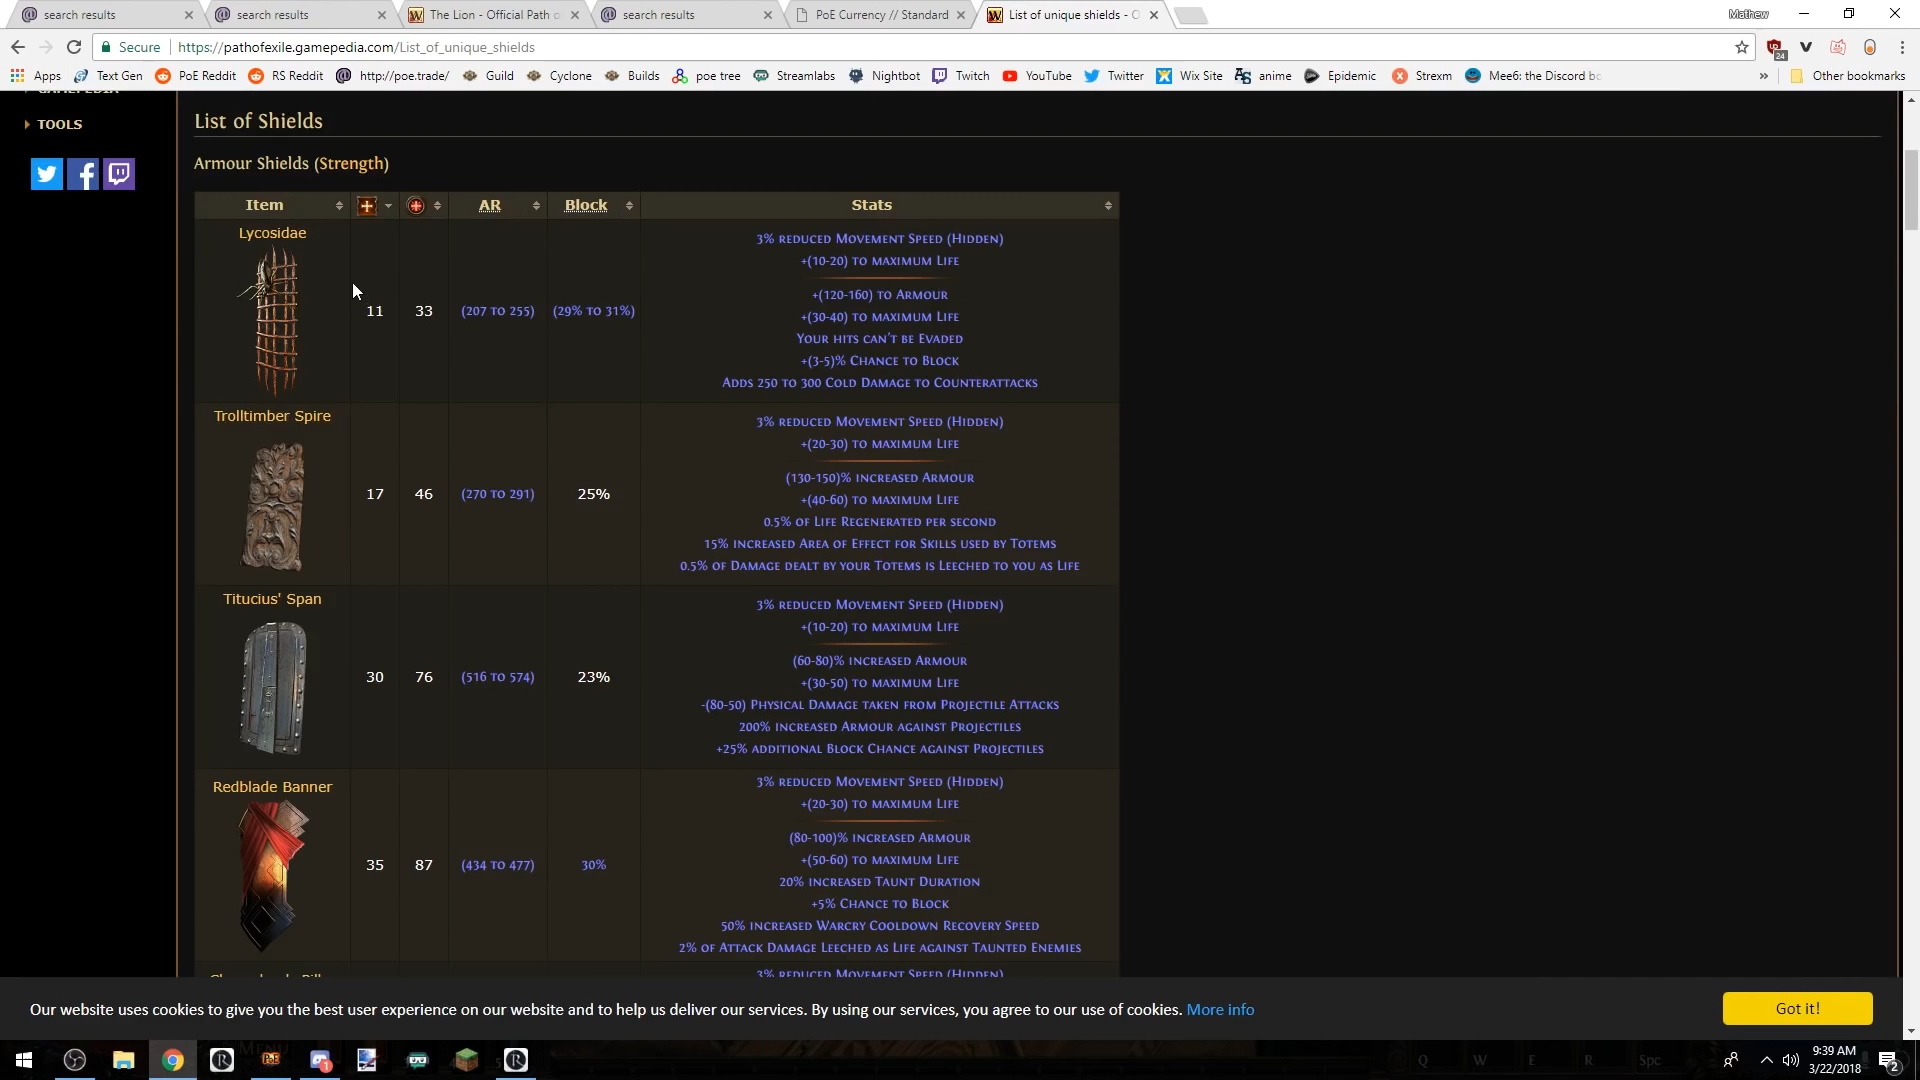 search results
search results
The Lion - Official Path o
search results
PoE Currency // Standard
List of unique shields - O
Mathew
Secure
https://pathofexile.gamepedia.com/List_of_unique_shields
24
Apps
Text Gen
PoE Reddit
RS Reddit
http://poe.trade/
Guild
Cyclone
Builds
poe tree
Streamlabs
Nightbot
Twitch
YouTube
Twitter
Wix Site
anime
Epidemic
Strexm
Mee6: the Discord bo
»
Other bookmarks
GAMEPEDIA
TOOLS
List of Shields
Armour Shields (Strength)
Item AR Block Stats
Lycosidae
11 33 (207 to 255) (29% to 31%)
3% reduced Movement Speed (Hidden)
+(10-20) to maximum Life
+(120-160) to Armour
+(30-40) to maximum Life
Your hits can't be Evaded
+(3-5)% Chance to Block
Adds 250 to 300 Cold Damage to Counterattacks
Trolltimber Spire
17 46 (270 to 291) 25%
3% reduced Movement Speed (Hidden)
+(20-30) to maximum Life
(130-150)% increased Armour
+(40-60) to maximum Life
0.5% of Life Regenerated per second
15% increased Area of Effect for Skills used by Totems
0.5% of Damage dealt by your Totems is Leeched to you as Life
Titucius' Span
30 76 (516 to 574) 23%
3% reduced Movement Speed (Hidden)
+(10-20) to maximum Life
(60-80)% increased Armour
+(30-50) to maximum Life
-(80-50) Physical Damage taken from Projectile Attacks
200% increased Armour against Projectiles
+25% additional Block Chance against Projectiles
Redblade Banner
35 87 (434 to 477) 30%
3% reduced Movement Speed (Hidden)
+(20-30) to maximum Life
(80-100)% increased Armour
+(50-60) to maximum Life
20% increased Taunt Duration
+5% Chance to Block
50% increased Warcry Cooldown Recovery Speed
2% of Attack Damage Leeched as Life against Taunted Enemies
3% reduced Movement Speed (Hidden)
Our website uses cookies to give you the best user experience on our website and to help us deliver our services. By using our services, you agree to our use of cookies. More info
Got it!
Q W E R Spc
9:39 AM
3/22/2018
2